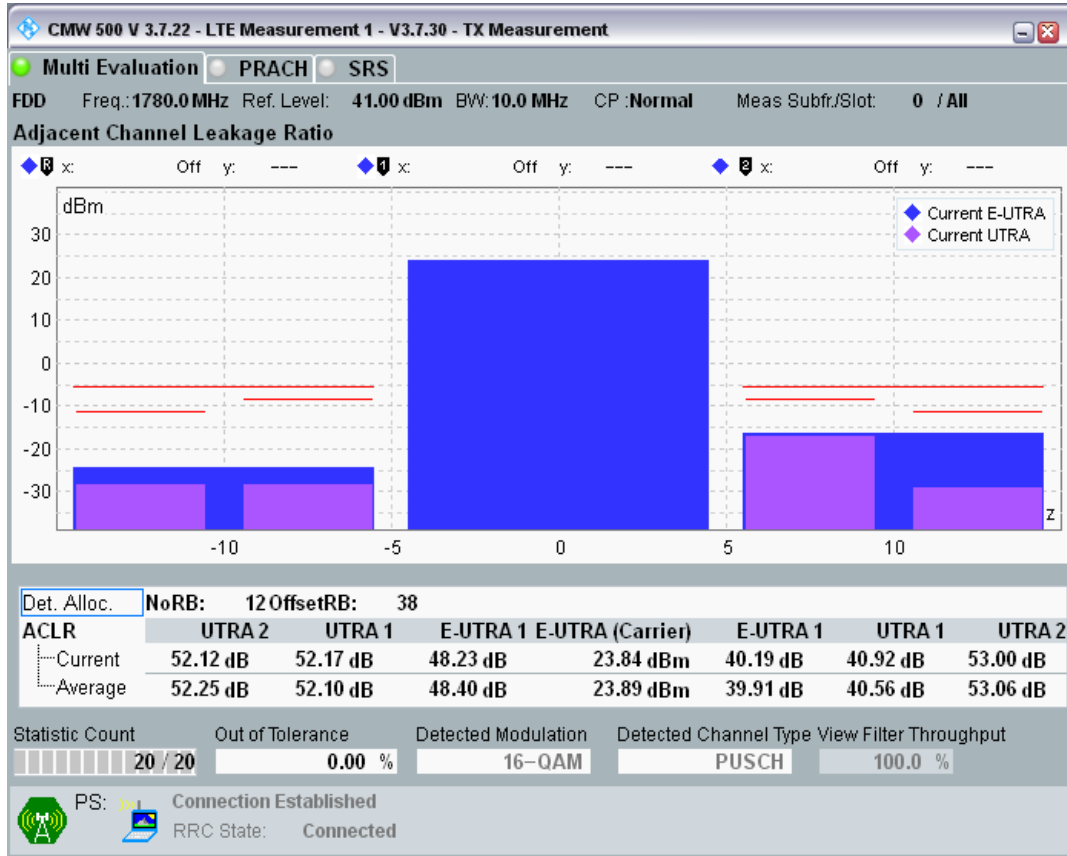 CMW 500 V 3.7.22 - LTE Measurement 1 - V3.7.30 - TX Measurement
Multi Evaluation PRACH SRS
FDD Freq.: 1780.0 MHz Ref. Level: 41.00 dBm BW: 10.0 MHz CP : Normal Meas Subfr./Slot: 0 / All
Adjacent Channel Leakage Ratio
R x: Off y: --- 1 x: Off y: --- 2 x: Off y: ---
dBm
Current E-UTRA
Current UTRA
30
20
10
0
-10
-20
-30
z
-10 -5 0 5 10
Det. Alloc. NoRB: 12 OffsetRB: 38
ACLR UTRA 2 UTRA 1 E-UTRA 1 E-UTRA (Carrier) E-UTRA 1 UTRA 1 UTRA 2
Current 52.12 dB 52.17 dB 48.23 dB 23.84 dBm 40.19 dB 40.92 dB 53.00 dB
Average 52.25 dB 52.10 dB 48.40 dB 23.89 dBm 39.91 dB 40.56 dB 53.06 dB
Statistic Count Out of Tolerance Detected Modulation Detected Channel Type View Filter Throughput
20 / 20 0.00 % 16-QAM PUSCH 100.0 %
PS: Connection Established
RRC State: Connected